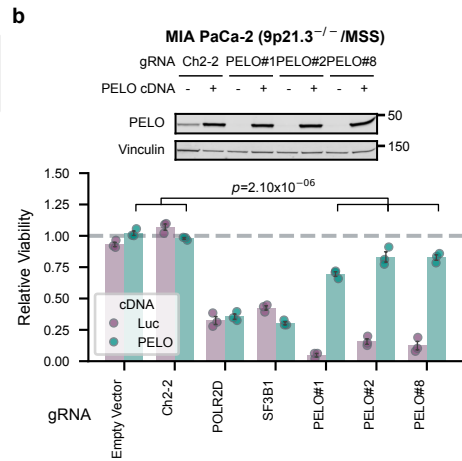 b
MIA PaCa-2 (9p21.3−/−/MSS)
gRNA Ch2-2 PELO#1 PELO#2 PELO#8
PELO cDNA - + - + - + - +
PELO 50
Vinculin 150
p=2.10x10−06
Relative Viability
1.50
1.25
1.00
0.75
0.50
0.25
0.00
cDNA
Luc
PELO
gRNA
Empty Vector
Ch2-2
POLR2D
SF3B1
PELO#1
PELO#2
PELO#8